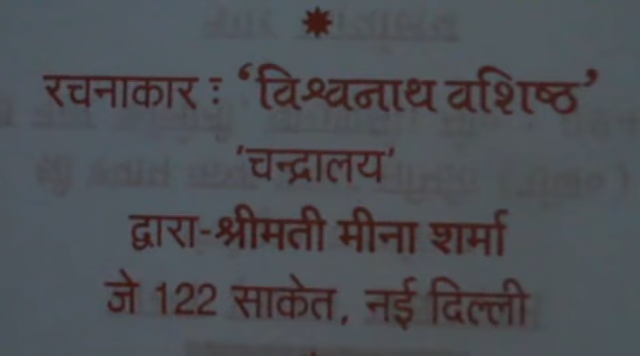 रचनाकार : 'विश्वनाथ वशिष्ठ'
'चन्द्रालय'
द्वारा-श्रीमती मीना शर्मा
जे 122 साकेत, नई दिल्ली